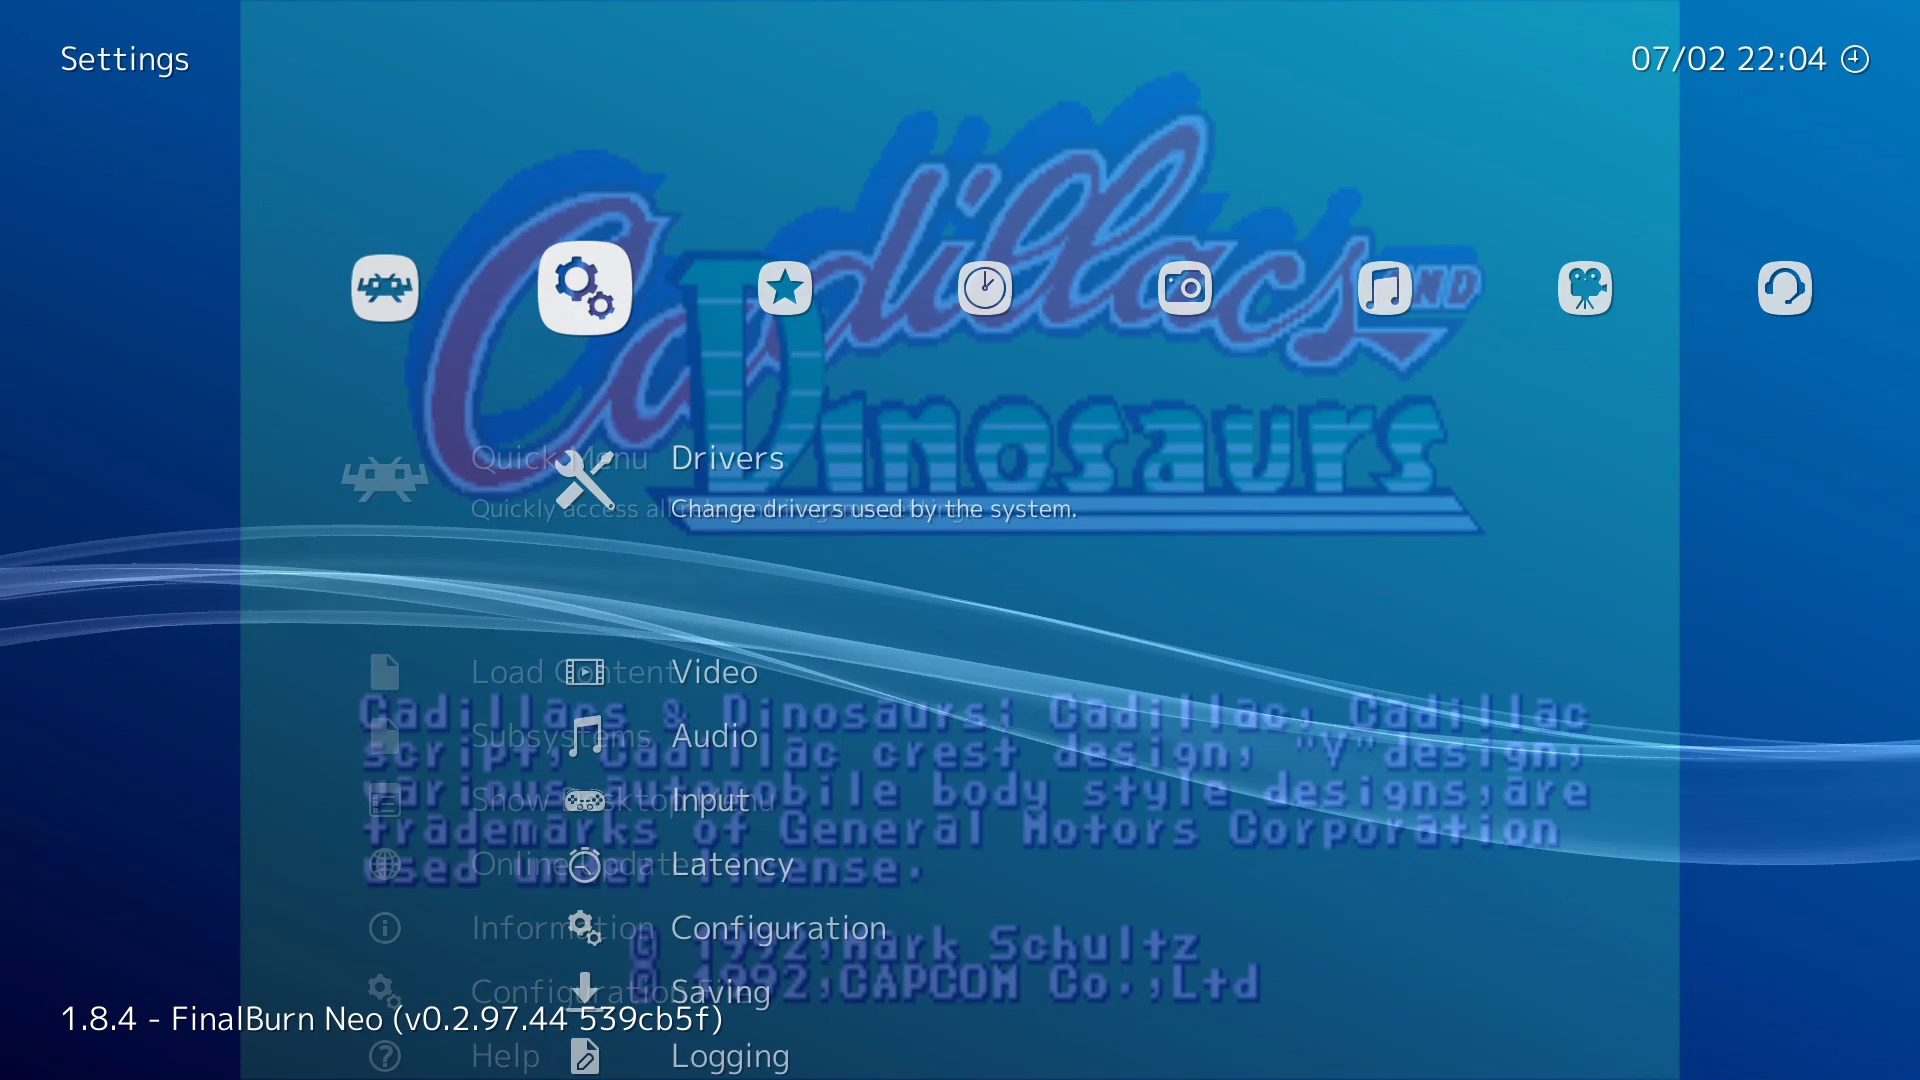 Settings
07/02 22:04
Cadillacs
AND
Dinosaurs
Quick Menu
Drivers
Quickly access all
Change drivers used by the system.
Load Content
Video
Cadillacs & Dinosaurs; Cadillac, Cadillac
Subsystems
Audio
script, Cadillac crest design, "V" design,
various automobile body style designs,are
Show Desktop Menu
Input
trademarks of General Motors Corporation
Online Updater
Latency
used under license.
Information
Configuration
© 1992,Mark Schultz
Configuration
Saving
© 1992,CAPCOM Co.,Ltd
1.8.4 - FinalBurn Neo (v0.2.97.44 539cb5f)
Help
Logging